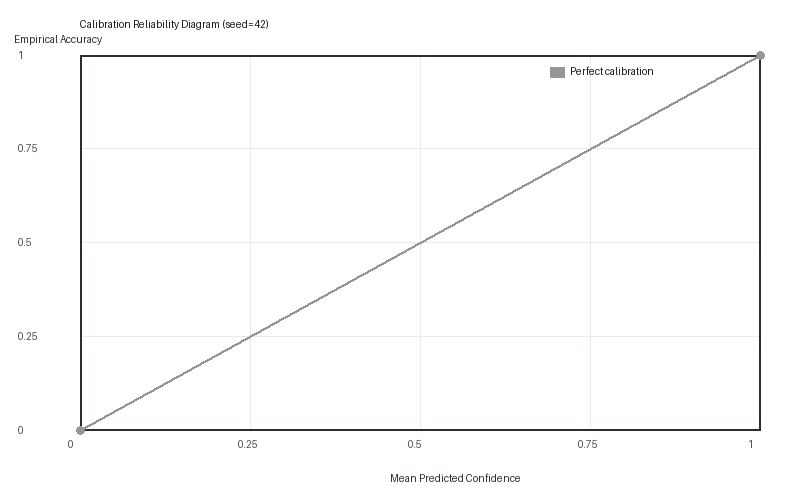 Calibration Reliability Diagram (seed=42)
Empirical Accuracy
1
Perfect calibration
0.75
0.5
0.25
0
0 0.25 0.5 0.75 1
Mean Predicted Confidence